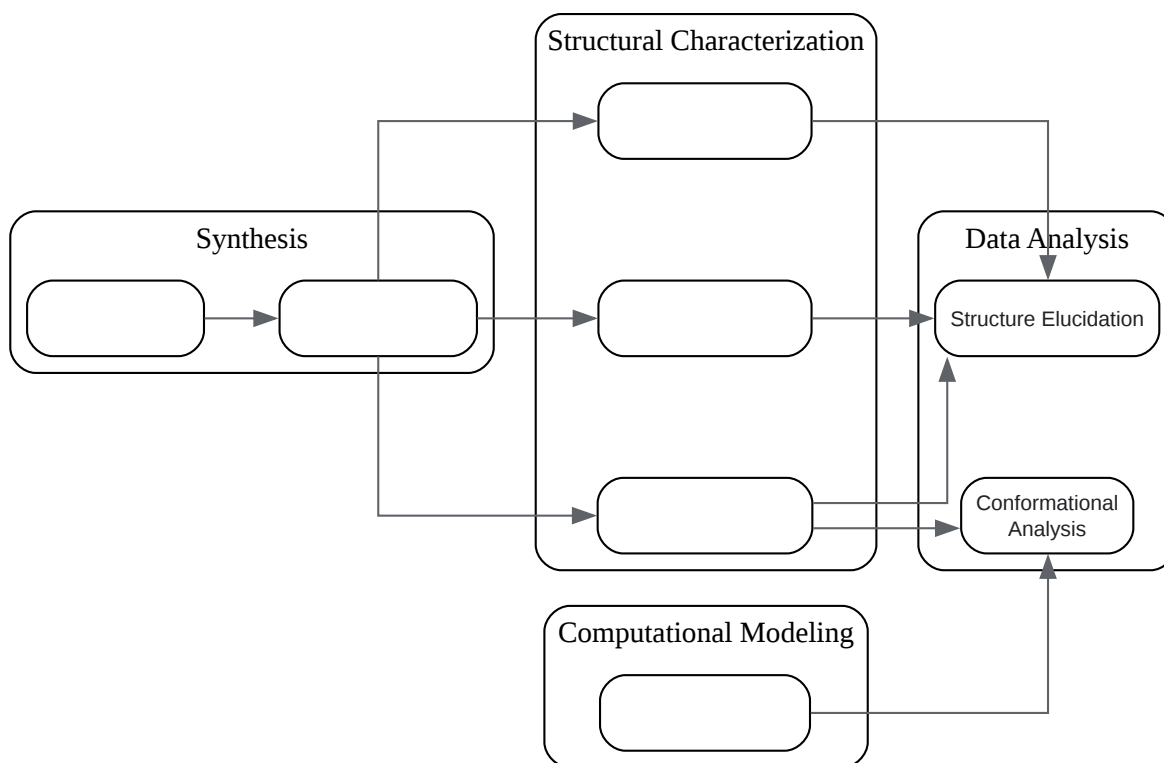 Structural Characterization
Synthesis
Data Analysis
Structure Elucidation
Conformational
Analysis
Computational Modeling